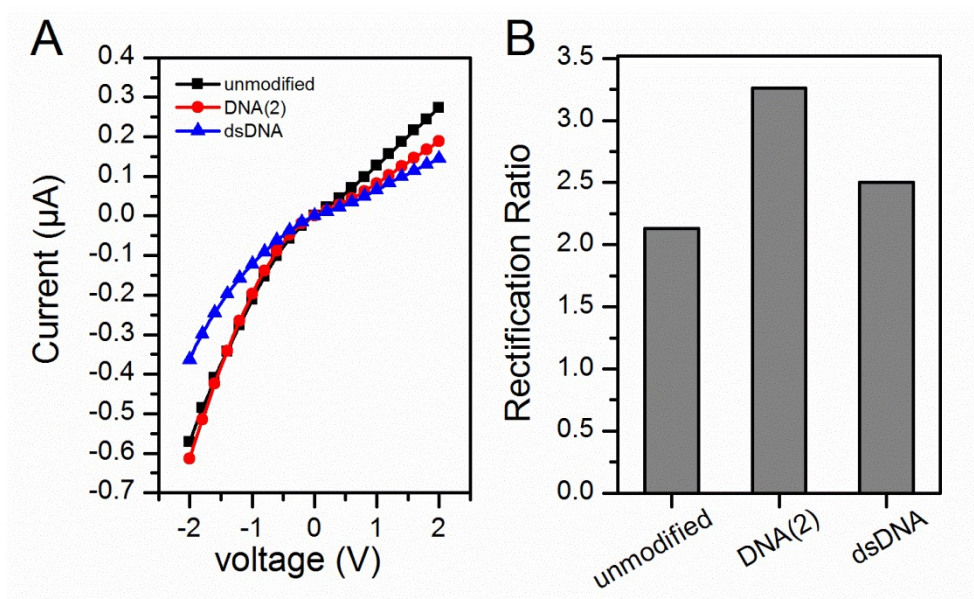 A
0.4
0.3
0.2
0.1
0.0
-0.1
-0.2
-0.3
-0.4
-0.5
-0.6
-0.7
Current (µA)
unmodified
DNA(2)
dsDNA
-2 -1 0 1 2
voltage (V)
B
3.5
3.0
2.5
2.0
1.5
1.0
0.5
0.0
Rectification Ratio
unmodified
DNA(2)
dsDNA